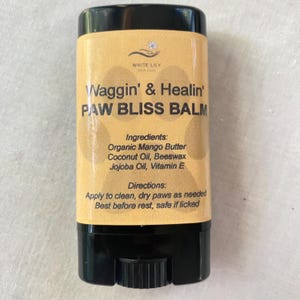 WHITE LILY
Waggin' & Healin'
PAW BLISS BALM
Ingredients:
Organic Mango Butter
Coconut Oil, Beeswax
Jojoba Oil, Vitamin E
Directions:
Apply to clean, dry paws as needed
Best before rest, safe if licked